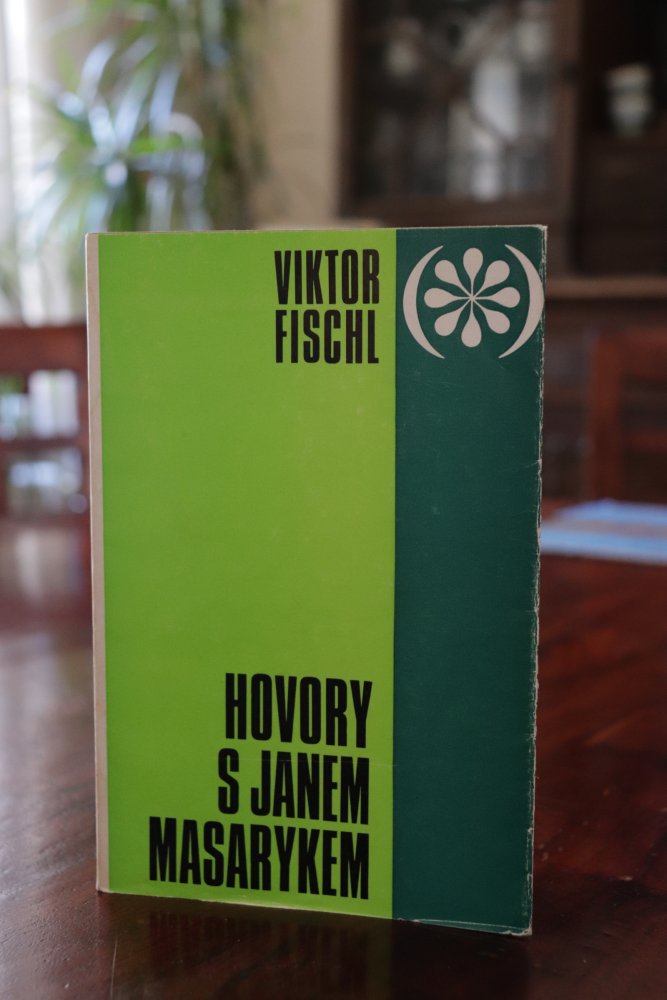 VIKTOR
FISCHL
HOVORY
S JANEM
MASARYKEM